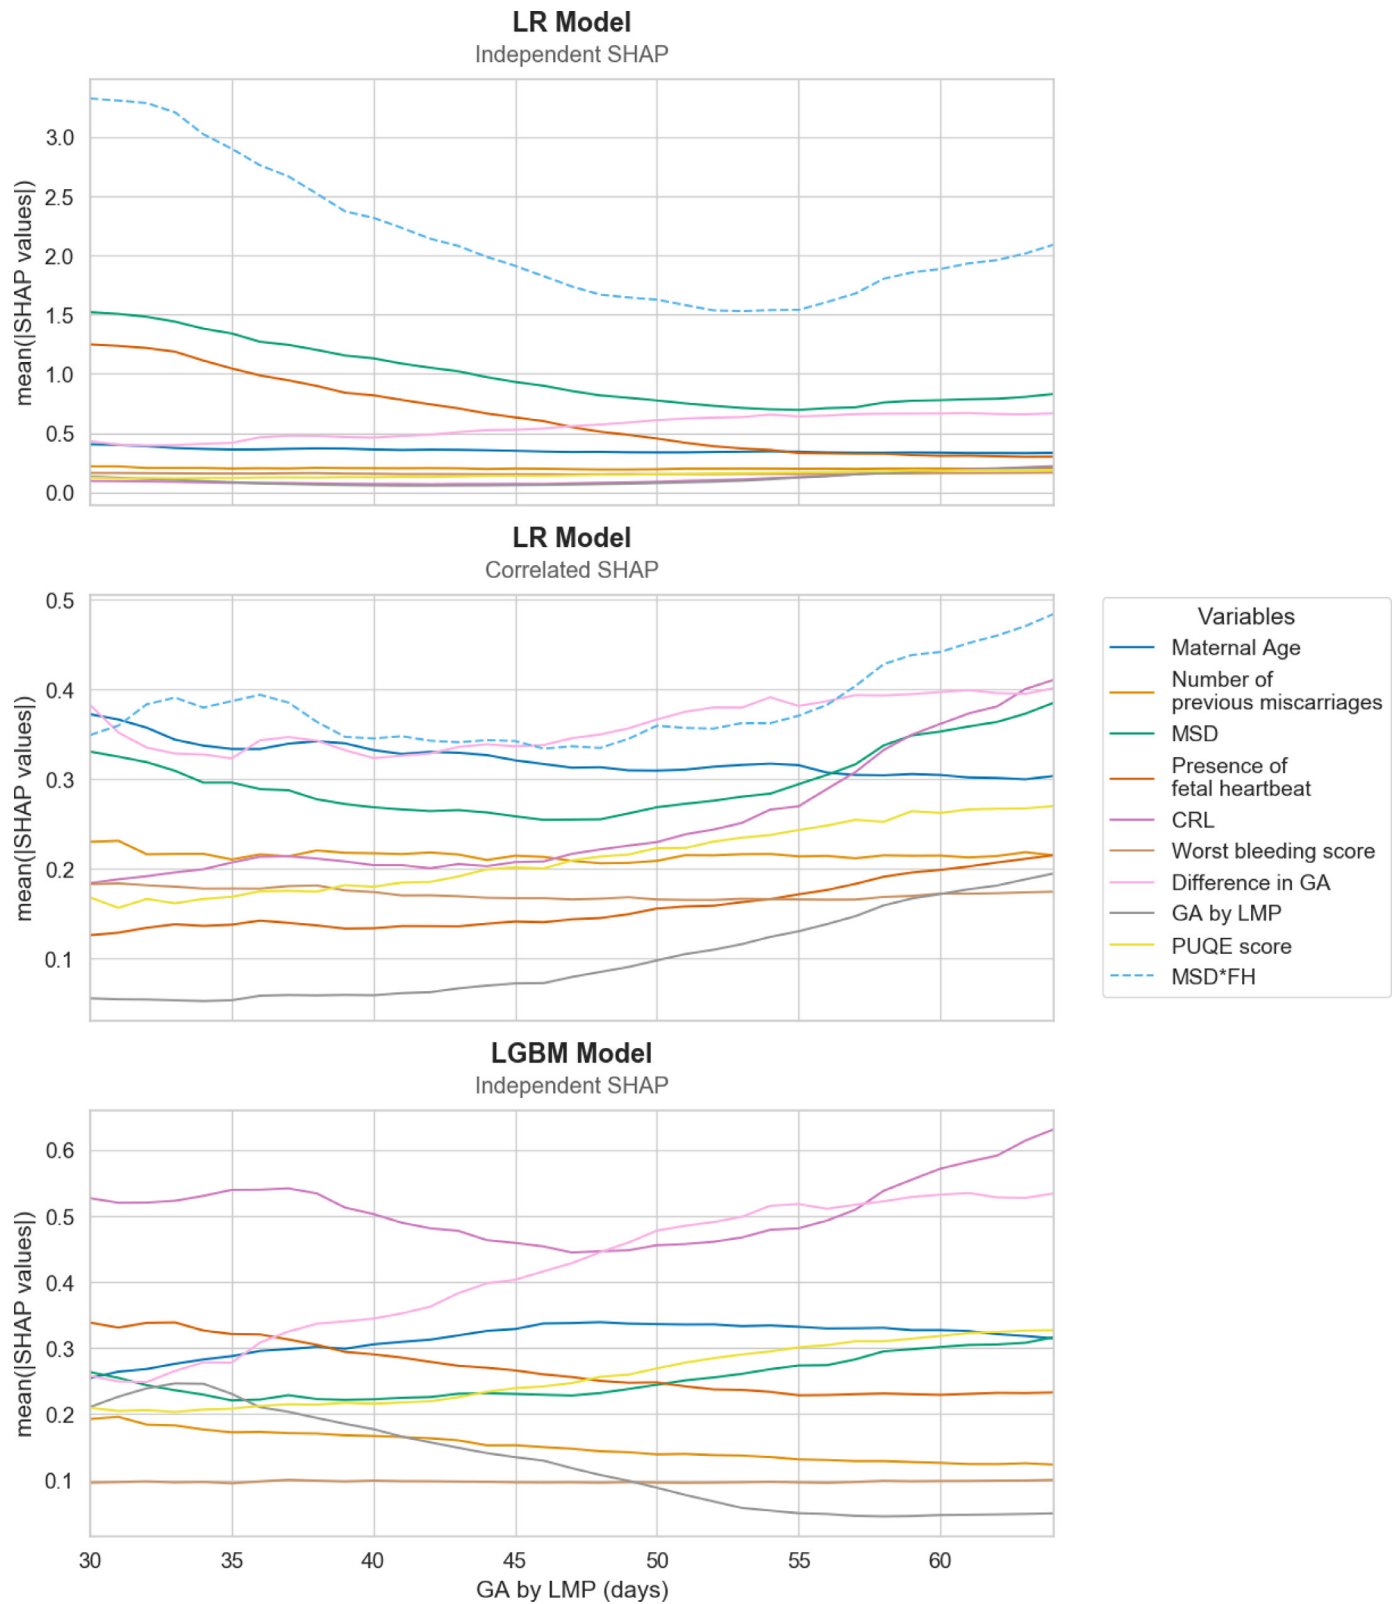 LR Model
Independent SHAP
mean(|SHAP values|)
3.0
2.5
2.0
1.5
1.0
0.5
0.0
LR Model
Correlated SHAP
mean(|SHAP values|)
0.5
0.4
0.3
0.2
0.1
Variables
Maternal Age
Number of
previous miscarriages
MSD
Presence of
fetal heartbeat
CRL
Worst bleeding score
Difference in GA
GA by LMP
PUQE score
MSD*FH
LGBM Model
Independent SHAP
mean(|SHAP values|)
0.6
0.5
0.4
0.3
0.2
0.1
30 35 40 45 50 55 60
GA by LMP (days)